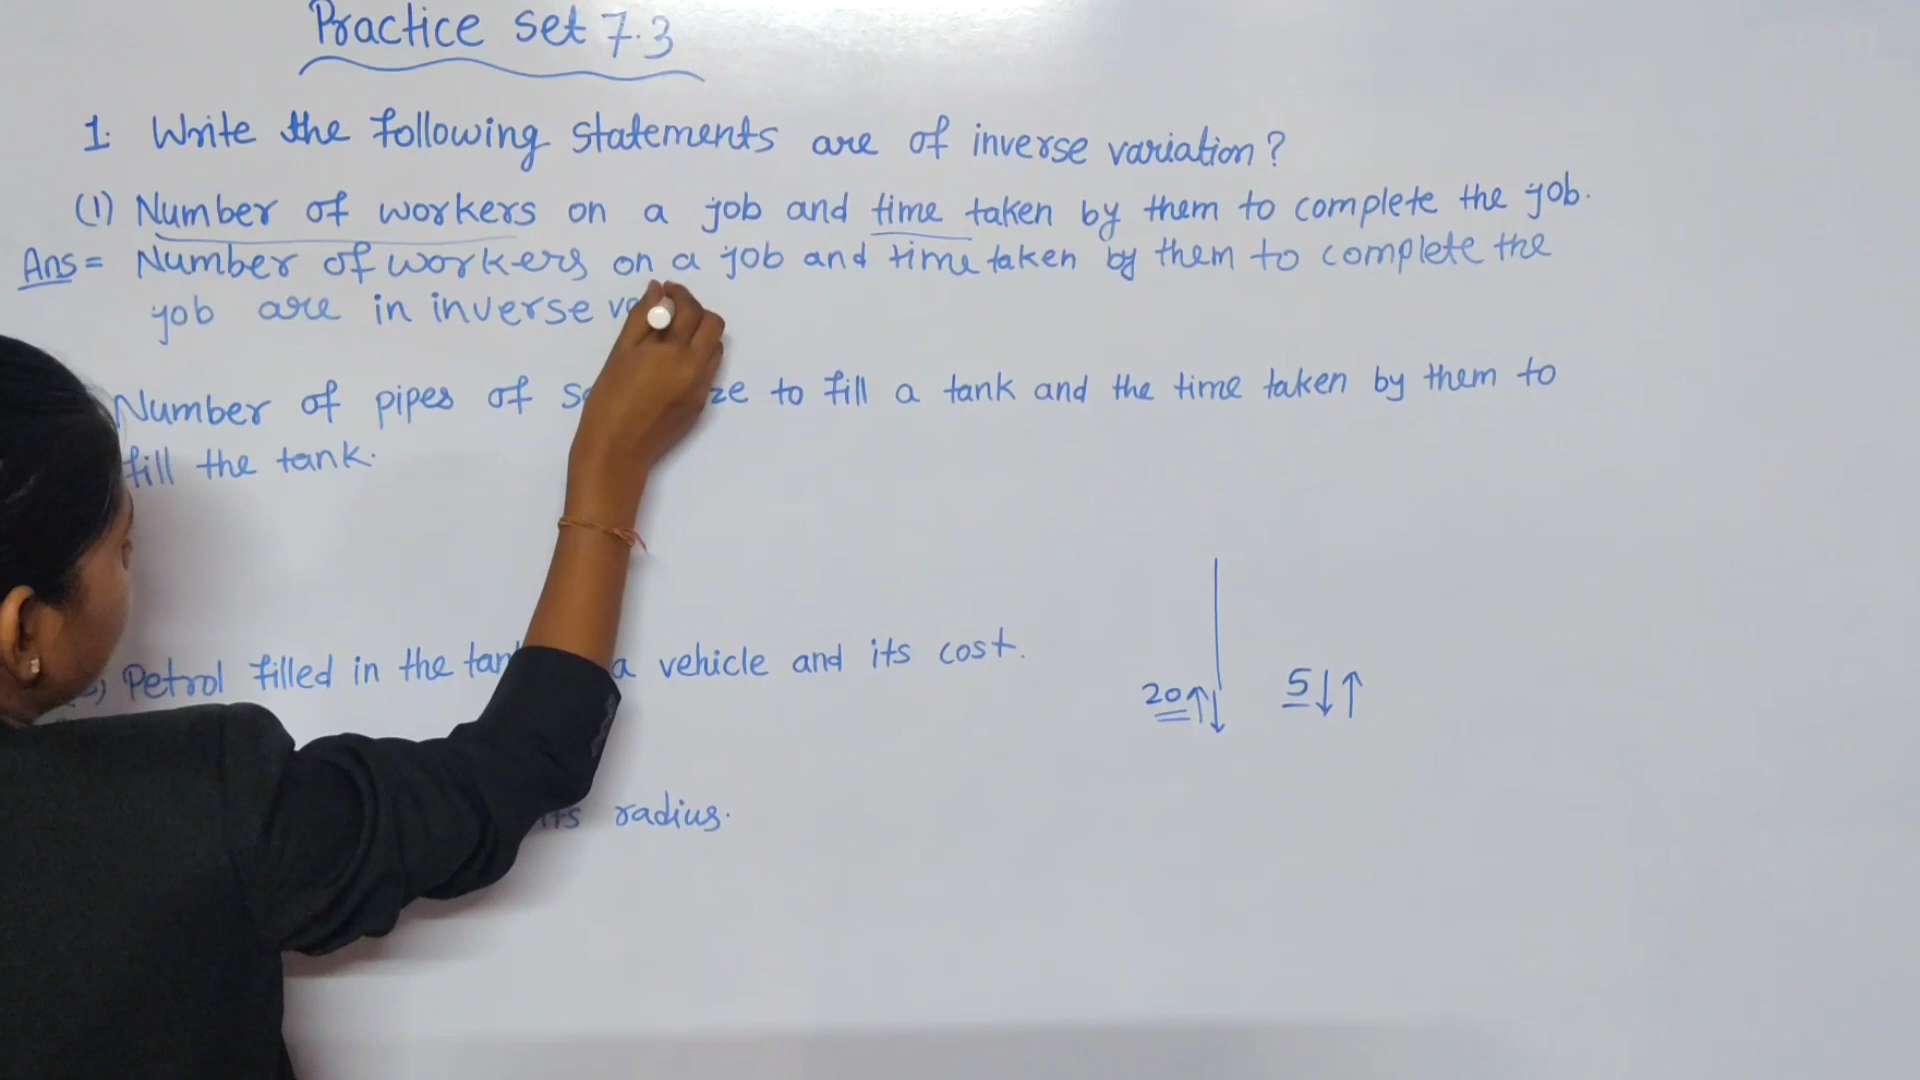 Practice set 7.3
1. Write the following statements are of inverse variation?
(1) Number of workers on a job and time taken by them to complete the job.
Ans = Number of workers on a job and time taken by them to complete the
job are in inverse
Number of pipes of to fill a tank and the time taken by them to
fill the tank.
Petrol filled in the a vehicle and its cost.
20↑↓ 5↓↑
its radius.